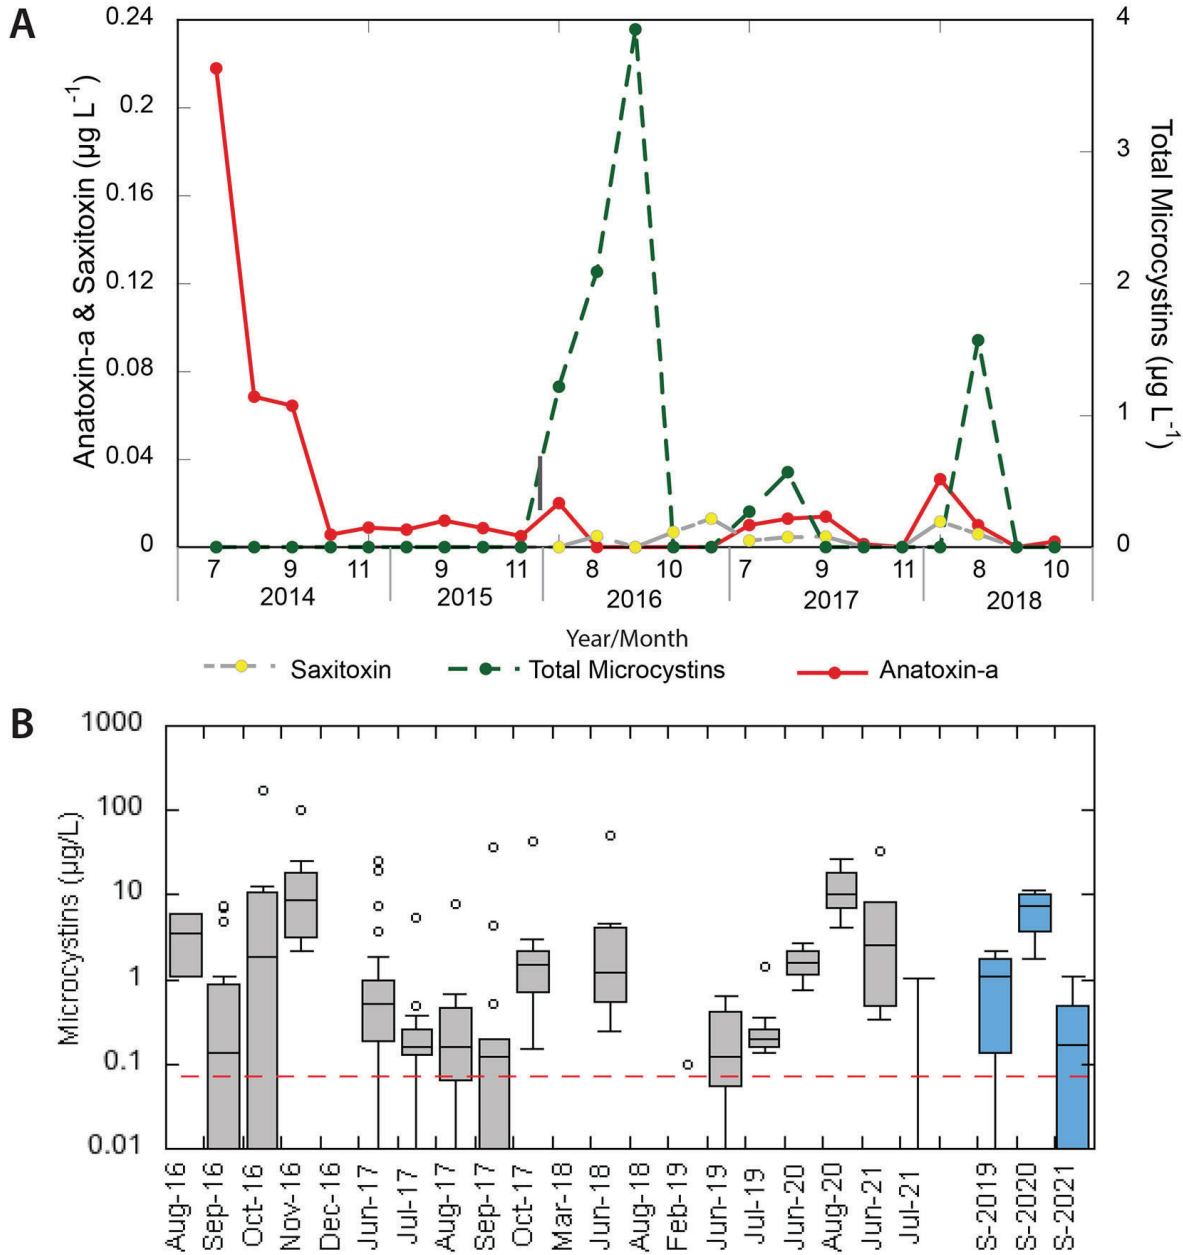 A
0.24
0.2
0.16
0.12
0.08
0.04
0
Anatoxin-a & Saxitoxin (µg L-1)
4
3
2
1
0
Total Microcystins (µg L-1)
7 9 11 9 11 8 10 7 9 11 8 10
2014 2015 2016 2017 2018
Year/Month
Saxitoxin Total Microcystins Anatoxin-a
B
1000
100
10
1
0.1
0.01
Microcystins (µg/L)
Aug-16
Sep-16
Oct-16
Nov-16
Dec-16
Jun-17
Jul-17
Aug-17
Sep-17
Oct-17
Mar-18
Jun-18
Aug-18
Feb-19
Jun-19
Jul-19
Jun-20
Aug-20
Jun-21
Jul-21
S-2019
S-2020
S-2021